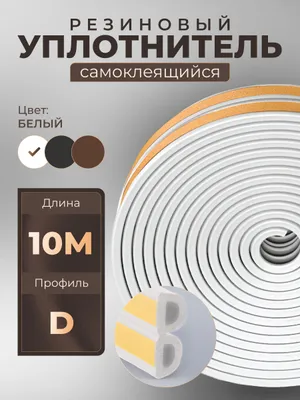 РЕЗИНОВЫЙ
УПЛОТНИТЕЛЬ
самоклеящийся
Цвет:
БЕЛЫЙ
Длина
10М
Профиль
D